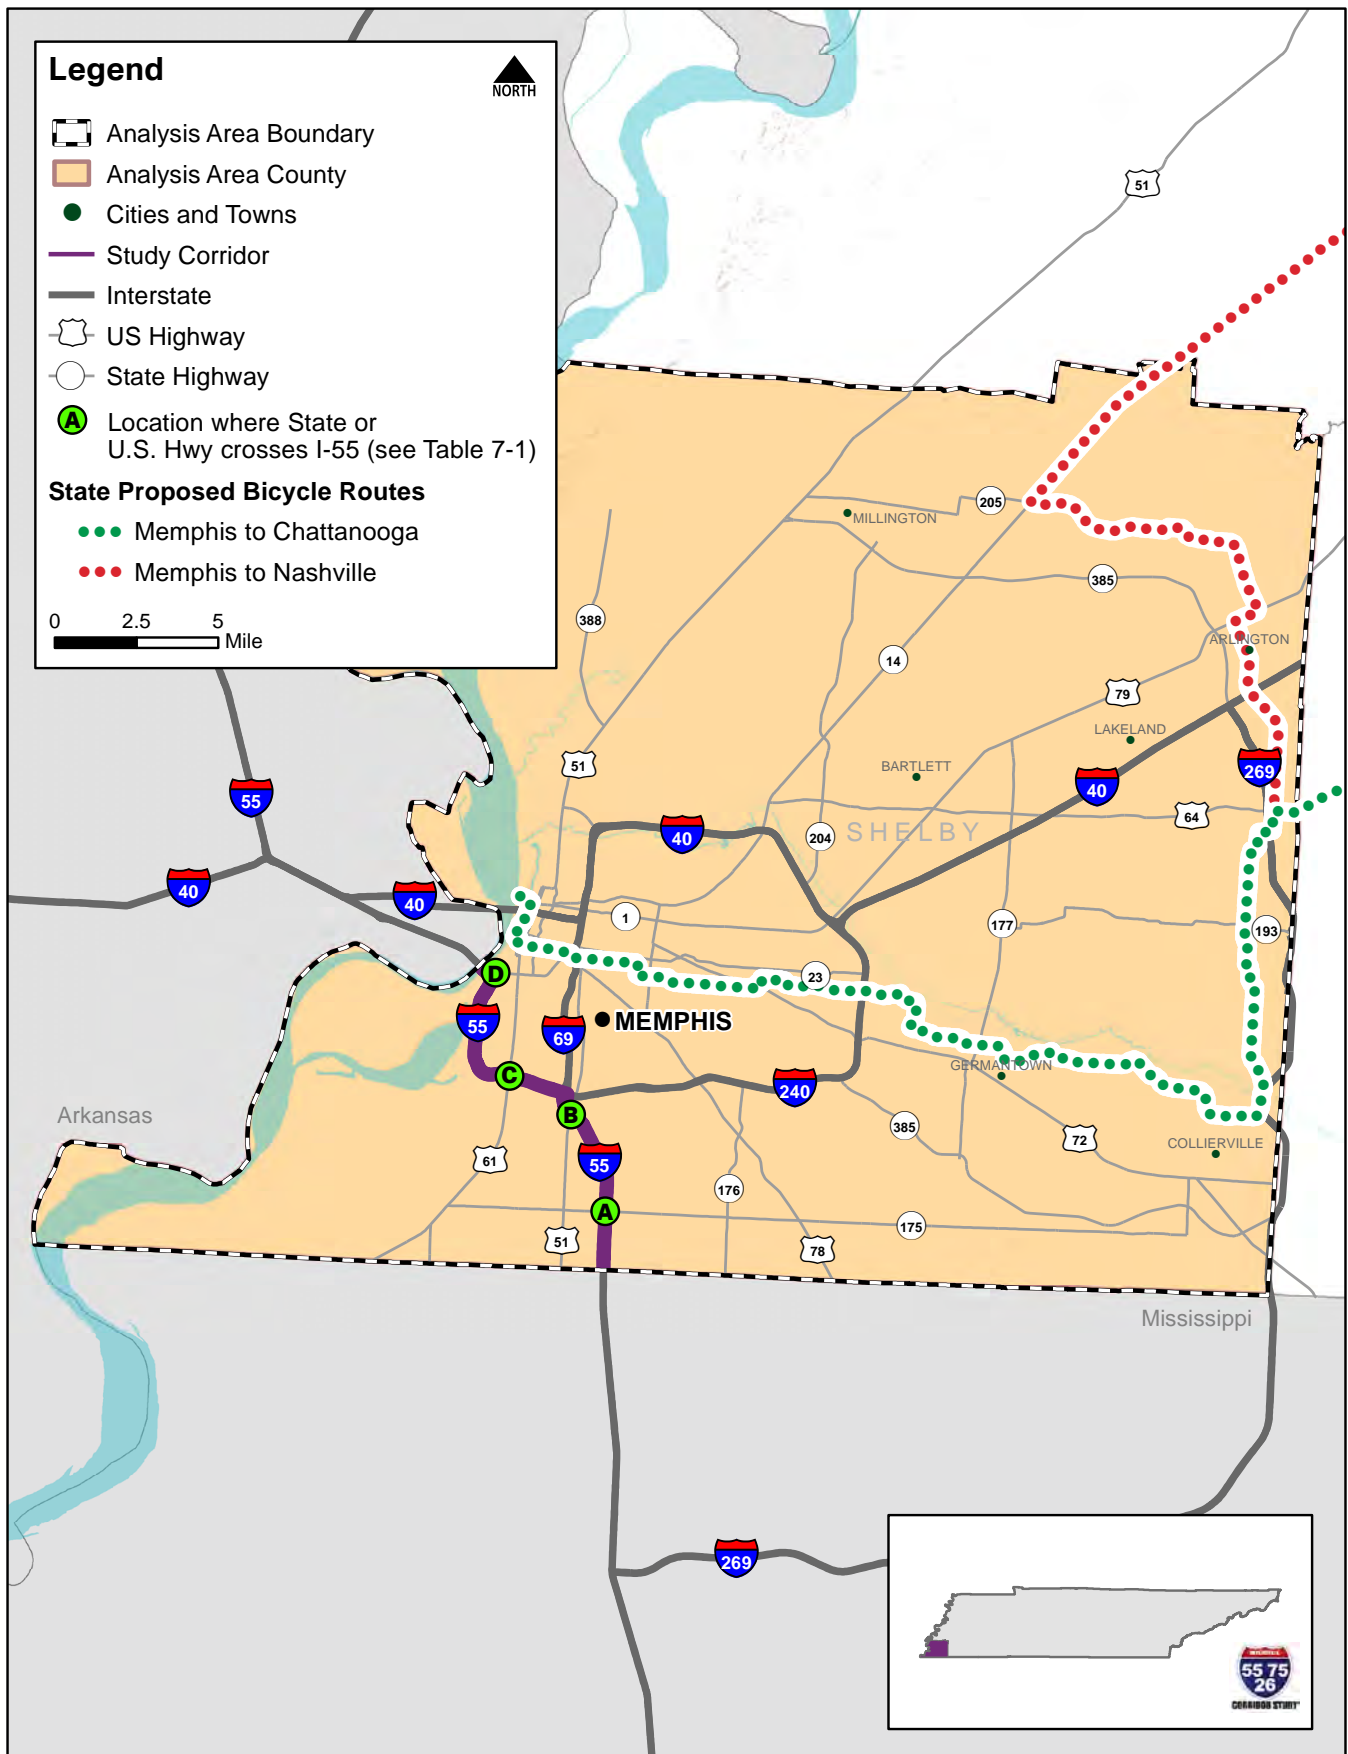 Legend
NORTH
Analysis Area Boundary
Analysis Area County
Cities and Towns
Study Corridor
Interstate
US Highway
State Highway
A Location where State or
U.S. Hwy crosses I-55 (see Table 7-1)
State Proposed Bicycle Routes
Memphis to Chattanooga
Memphis to Nashville
0 2.5 5
Mile
51
205
MILLINGTON
385
388
ARLINGTON
14
79
LAKELAND
51
BARTLETT
269
55
40
64
40
204
SHELBY
40
40
1
177
193
D
23
55
69
MEMPHIS
C
GERMANTOWN
240
B
Arkansas
385
72
COLLIERVILLE
61
55
176
A
175
51
78
Mississippi
269
55 75
26
CORRIDOR STUDY